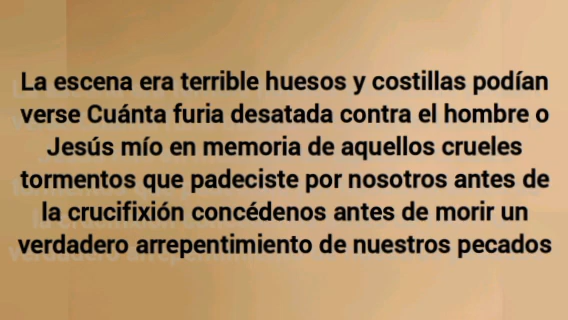 La escena era terrible huesos y costillas podían
verse Cuánta furia desatada contra el hombre o
Jesús mío en memoria de aquellos crueles
tormentos que padeciste por nosotros antes de
la crucifixión concédenos antes de morir un
verdadero arrepentimiento de nuestros pecados